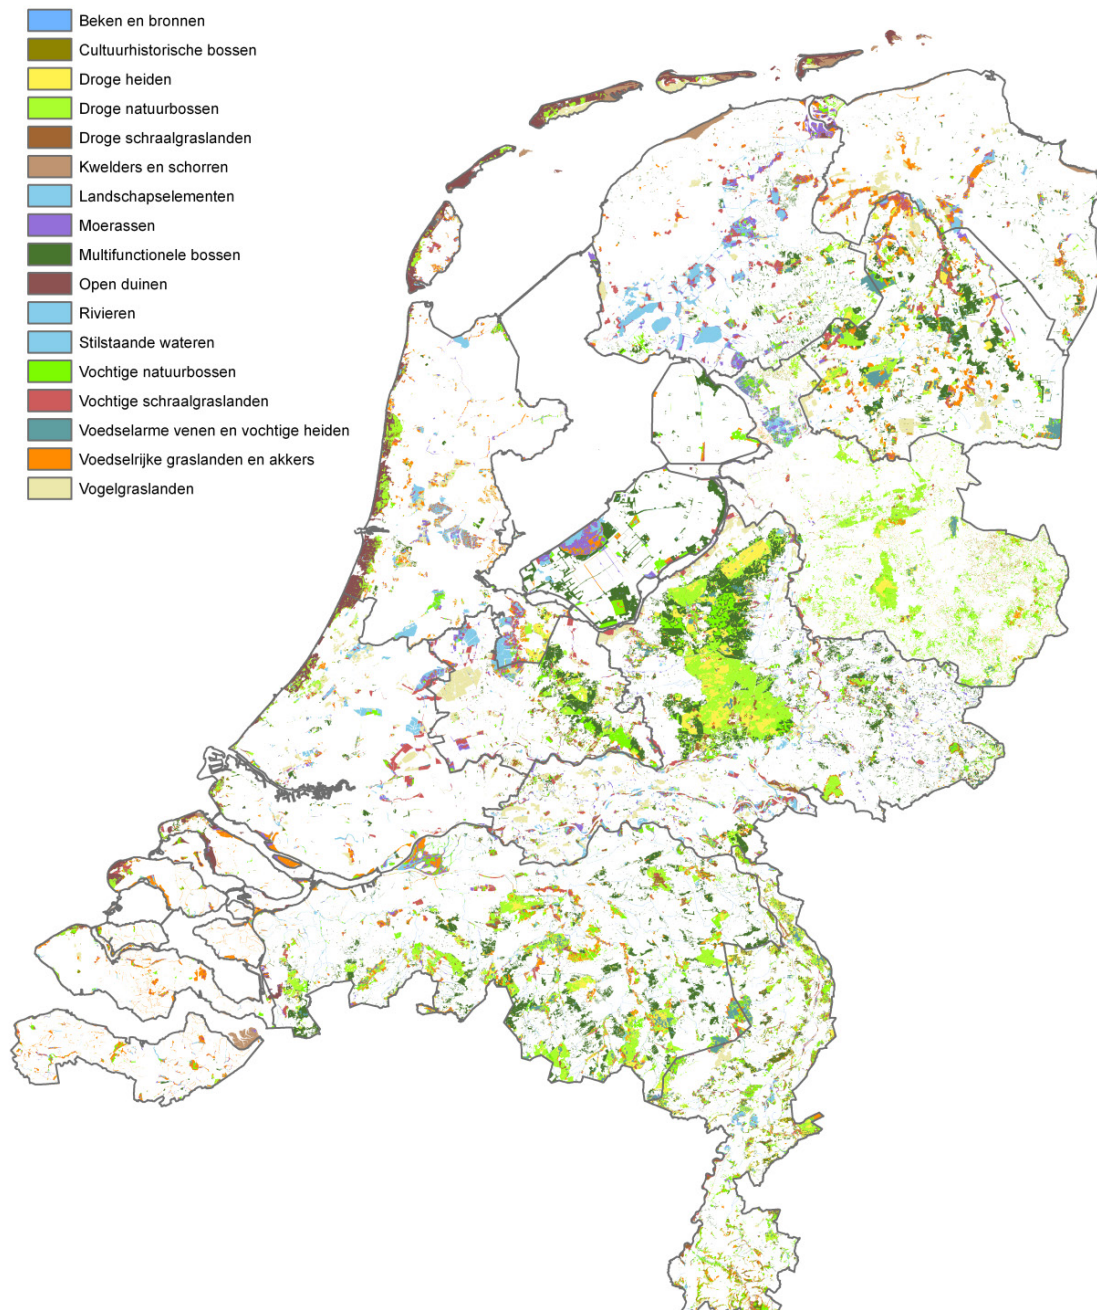 Beken en bronnen
Cultuurhistorische bossen
Droge heiden
Droge natuurbossen
Droge schraalgraslanden
Kwelders en schorren
Landschapselementen
Moerassen
Multifunctionele bossen
Open duinen
Rivieren
Stilstaande wateren
Vochtige natuurbossen
Vochtige schraalgraslanden
Voedselarme venen en vochtige heiden
Voedselrijke graslanden en akkers
Vogelgraslanden